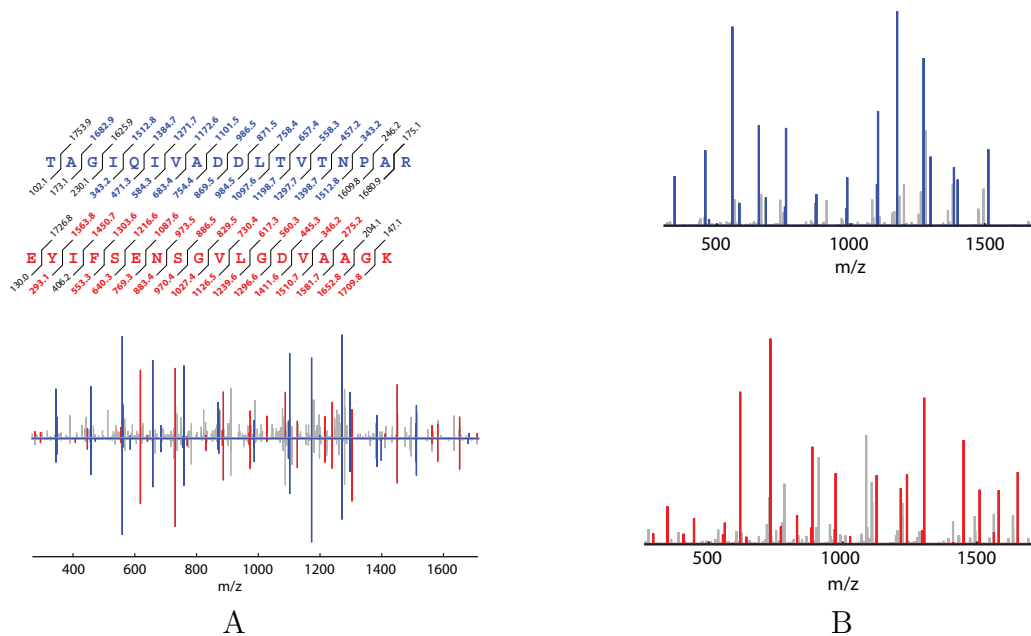 1753.9 1682.9 1625.9 1512.8 1384.7 1271.7 1172.6 1101.5 986.5 871.5 758.4 657.4 558.3 457.2 343.2 246.2 175.1
T A G I Q I V A D D L T V T N P A R
102.1 173.1 230.1 343.2 471.3 584.3 683.4 754.4 869.5 984.5 1097.6 1198.7 1297.7 1398.7 1512.8 1609.8 1680.9
1726.8 1563.8 1450.7 1303.6 1216.6 1087.6 973.5 886.5 829.5 730.4 617.3 560.3 445.3 346.2 275.2 204.1 147.1
E Y I F S E N S G V L G D V A A G K
130.0 293.1 406.2 553.3 640.3 769.3 883.4 970.4 1027.4 1126.5 1239.6 1296.6 1411.6 1510.7 1581.7 1652.8 1709.8
400 600 800 1000 1200 1400 1600
m/z
A
500 1000 1500
m/z
500 1000 1500
m/z
B